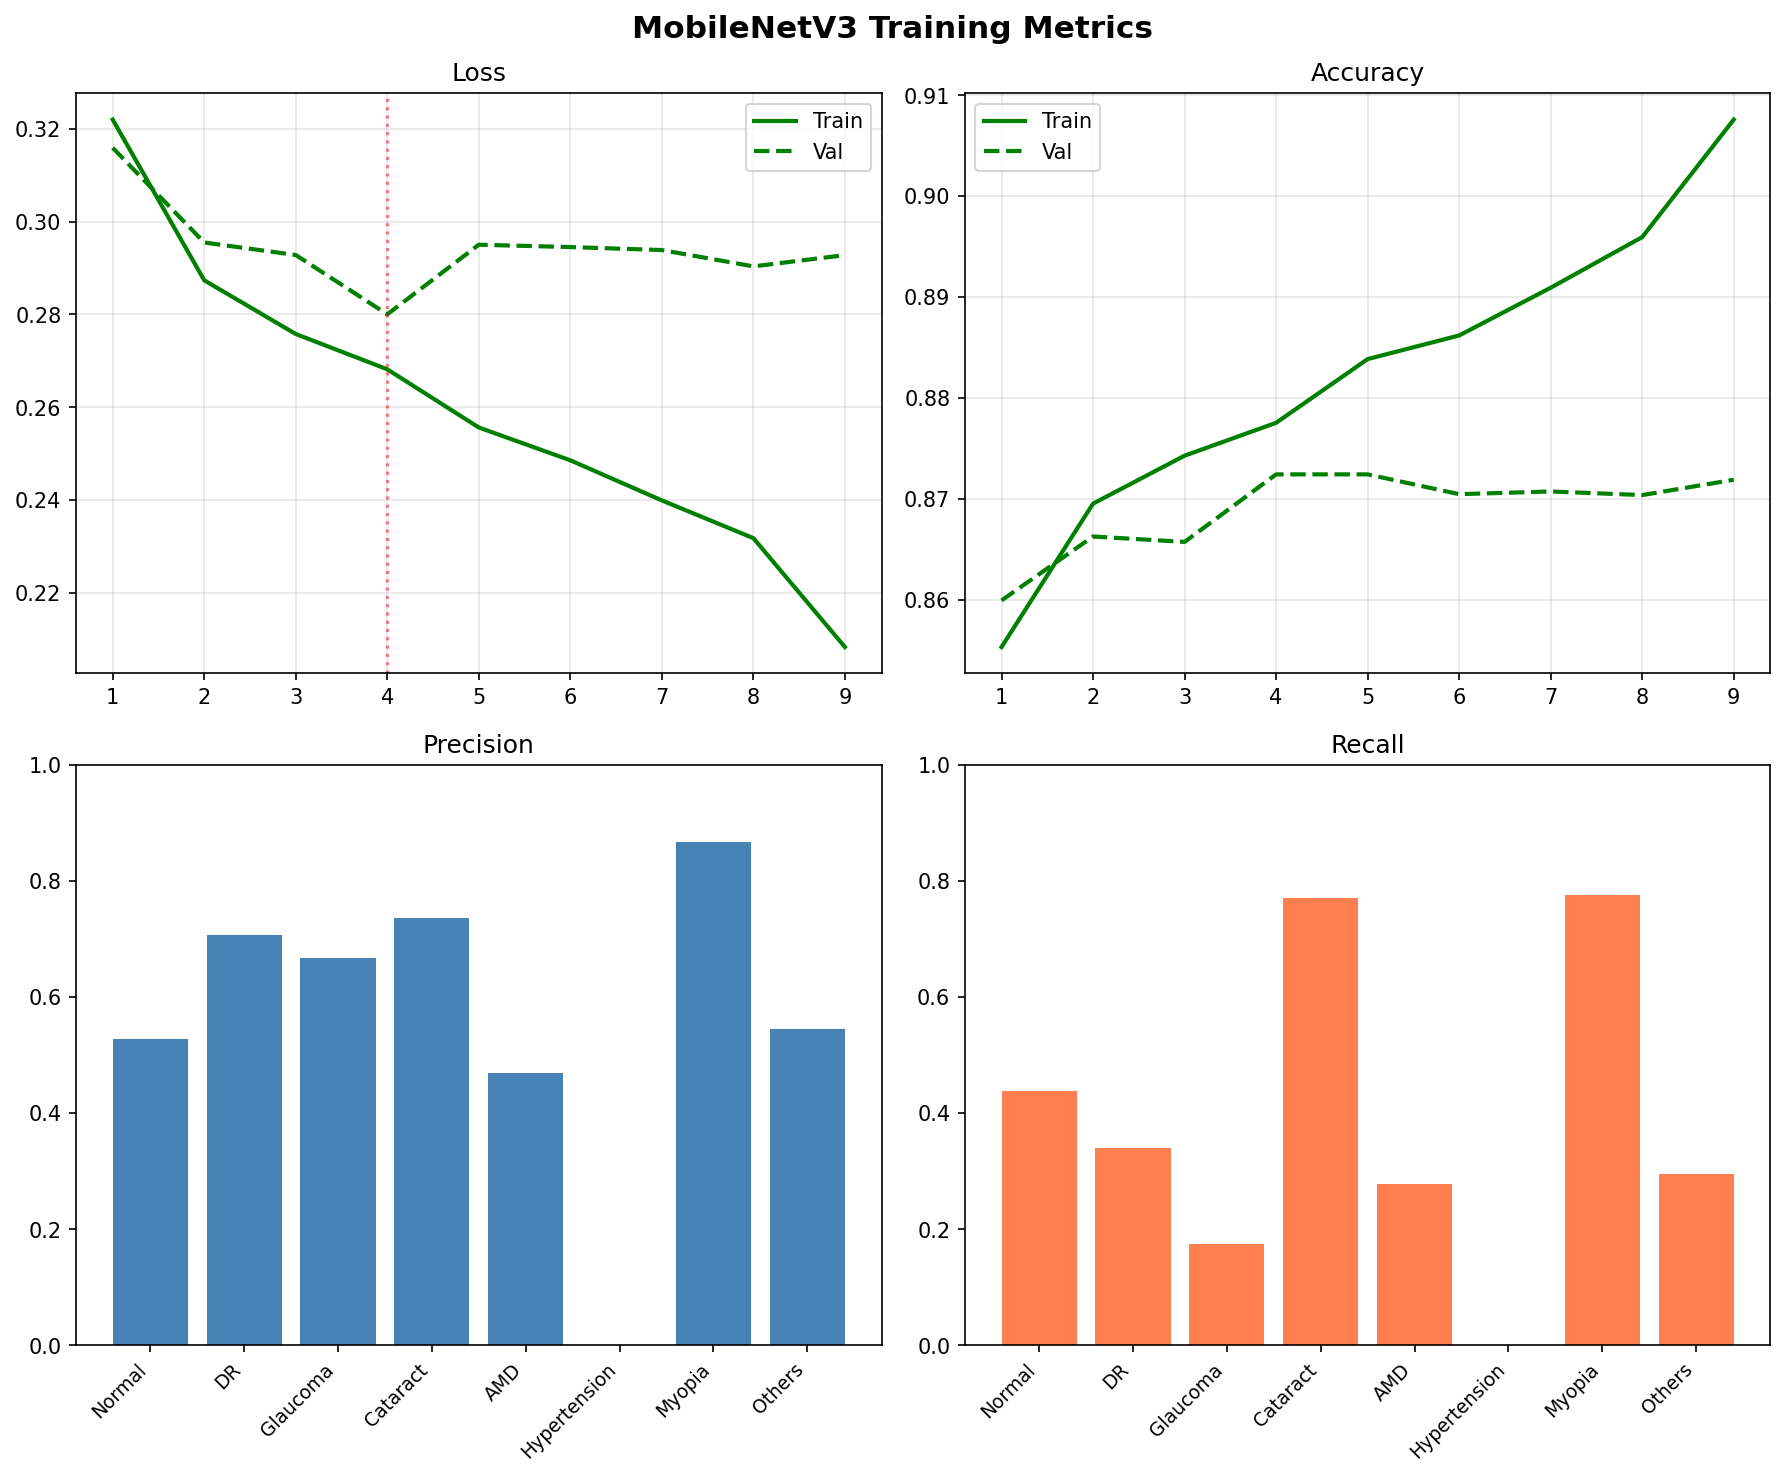 MobileNetV3 Training Metrics
Loss
Train
Val
0.32
0.30
0.28
0.26
0.24
0.22
1 2 3 4 5 6 7 8 9
Accuracy
Train
Val
0.91
0.90
0.89
0.88
0.87
0.86
1 2 3 4 5 6 7 8 9
Precision
1.0
0.8
0.6
0.4
0.2
0.0
Normal
DR
Glaucoma
Cataract
AMD
Hypertension
Myopia
Others
Recall
1.0
0.8
0.6
0.4
0.2
0.0
Normal
DR
Glaucoma
Cataract
AMD
Hypertension
Myopia
Others